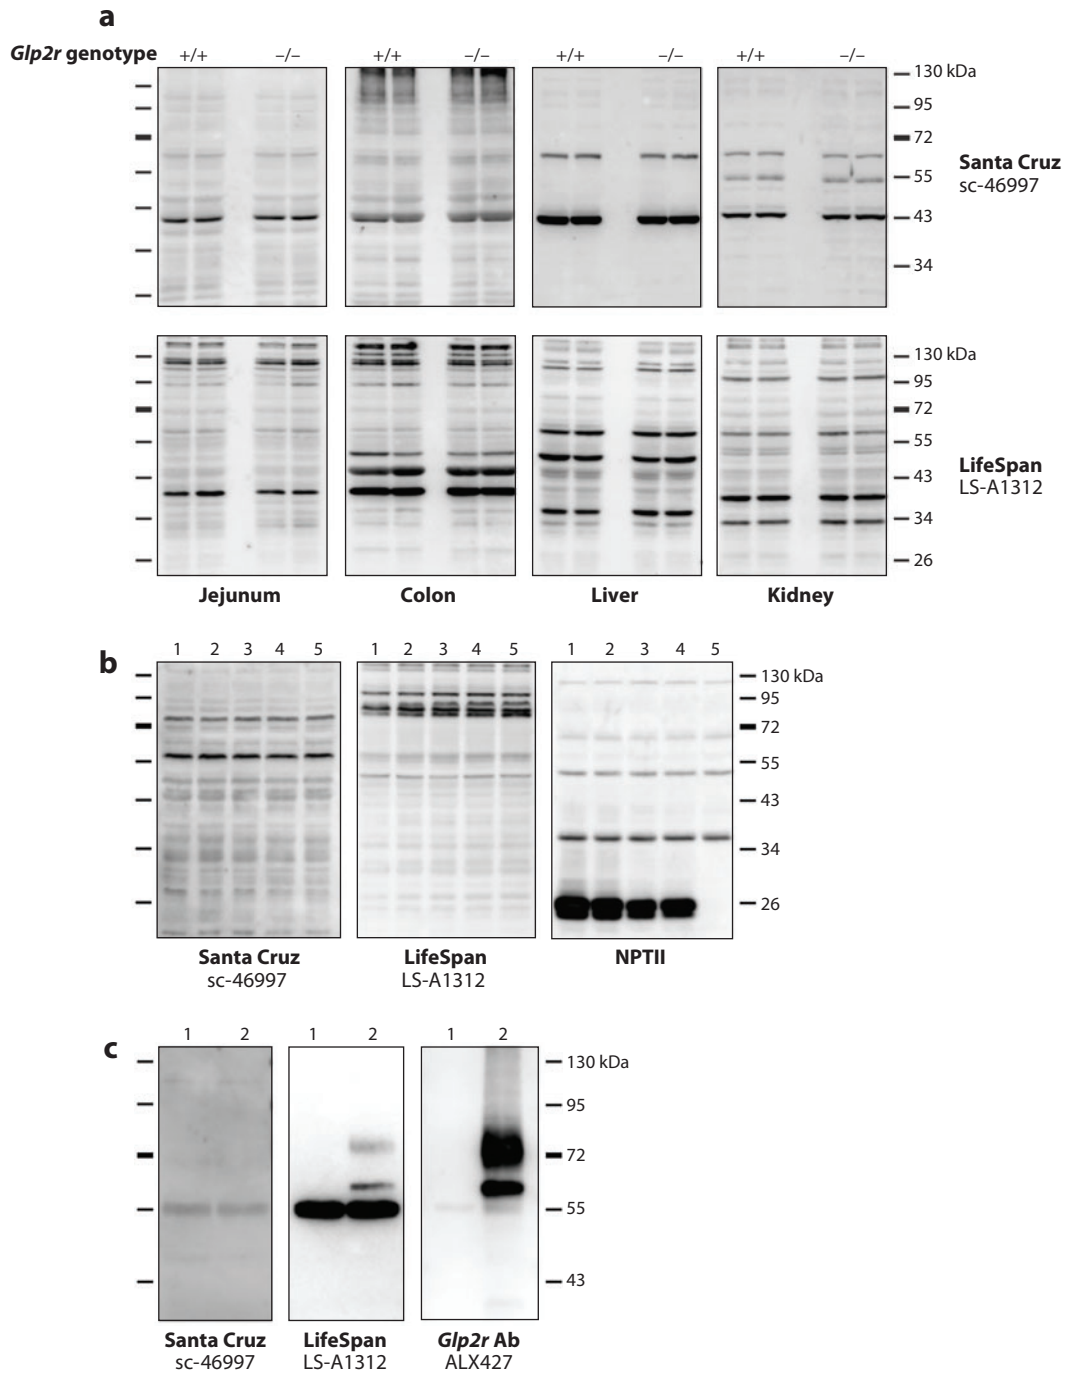 a
Glp2r genotype +/+ –/– +/+ –/– +/+ –/– +/+ –/–
130 kDa
95
72
55
43
34
Santa Cruz
sc-46997
130 kDa
95
72
55
43
34
26
LifeSpan
LS-A1312
Jejunum Colon Liver Kidney
b
1 2 3 4 5 1 2 3 4 5 1 2 3 4 5
130 kDa
95
72
55
43
34
26
Santa Cruz LifeSpan NPTII
sc-46997 LS-A1312
c
1 2 1 2 1 2
130 kDa
95
72
55
43
Santa Cruz LifeSpan Glp2r Ab
sc-46997 LS-A1312 ALX427